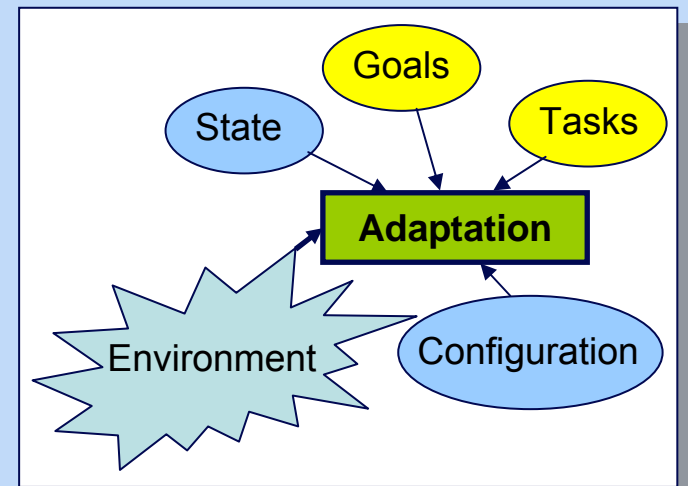 Goals
State
Tasks
Adaptation
Environment
Configuration